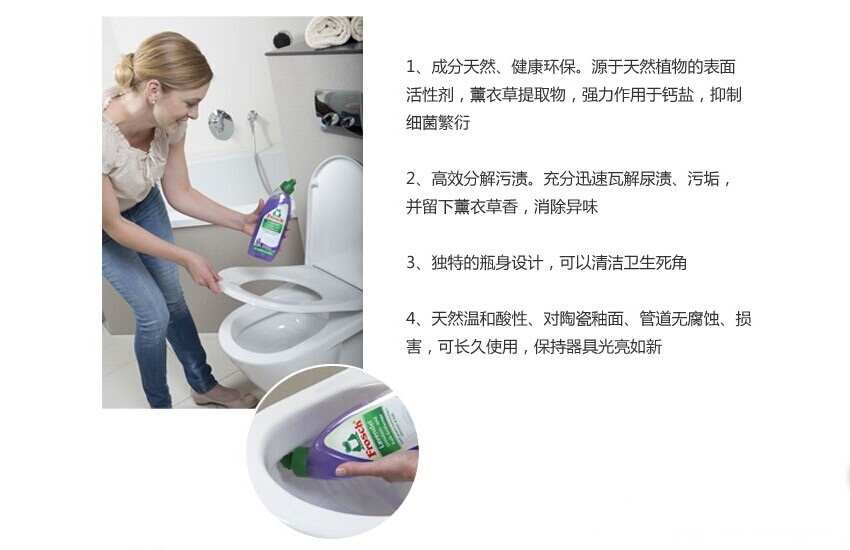 1、成分天然、健康环保。源于天然植物的表面
活性剂，薰衣草提取物，强力作用于钙盐，抑制
细菌繁衍
2、高效分解污渍。充分迅速瓦解尿渍、污垢，
并留下薰衣草香，消除异味
3、独特的瓶身设计，可以清洁卫生死角
4、天然温和酸性、对陶瓷釉面、管道无腐蚀、损
害，可长久使用，保持器具光亮如新
Frosch
Frosch
Lavendel